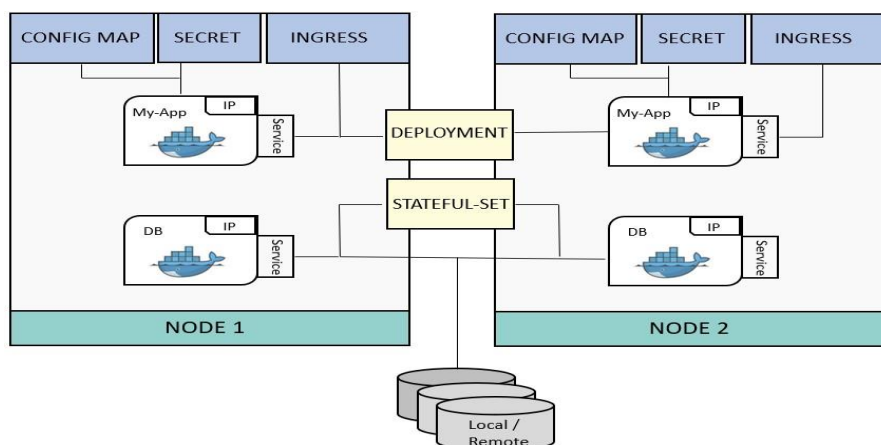 CONFIG MAP
SECRET
INGRESS
CONFIG MAP
SECRET
INGRESS
My-App
IP
Service
DEPLOYMENT
My-App
IP
Service
STATEFUL-SET
DB
IP
Service
DB
IP
Service
NODE 1
NODE 2
Local /
Remote